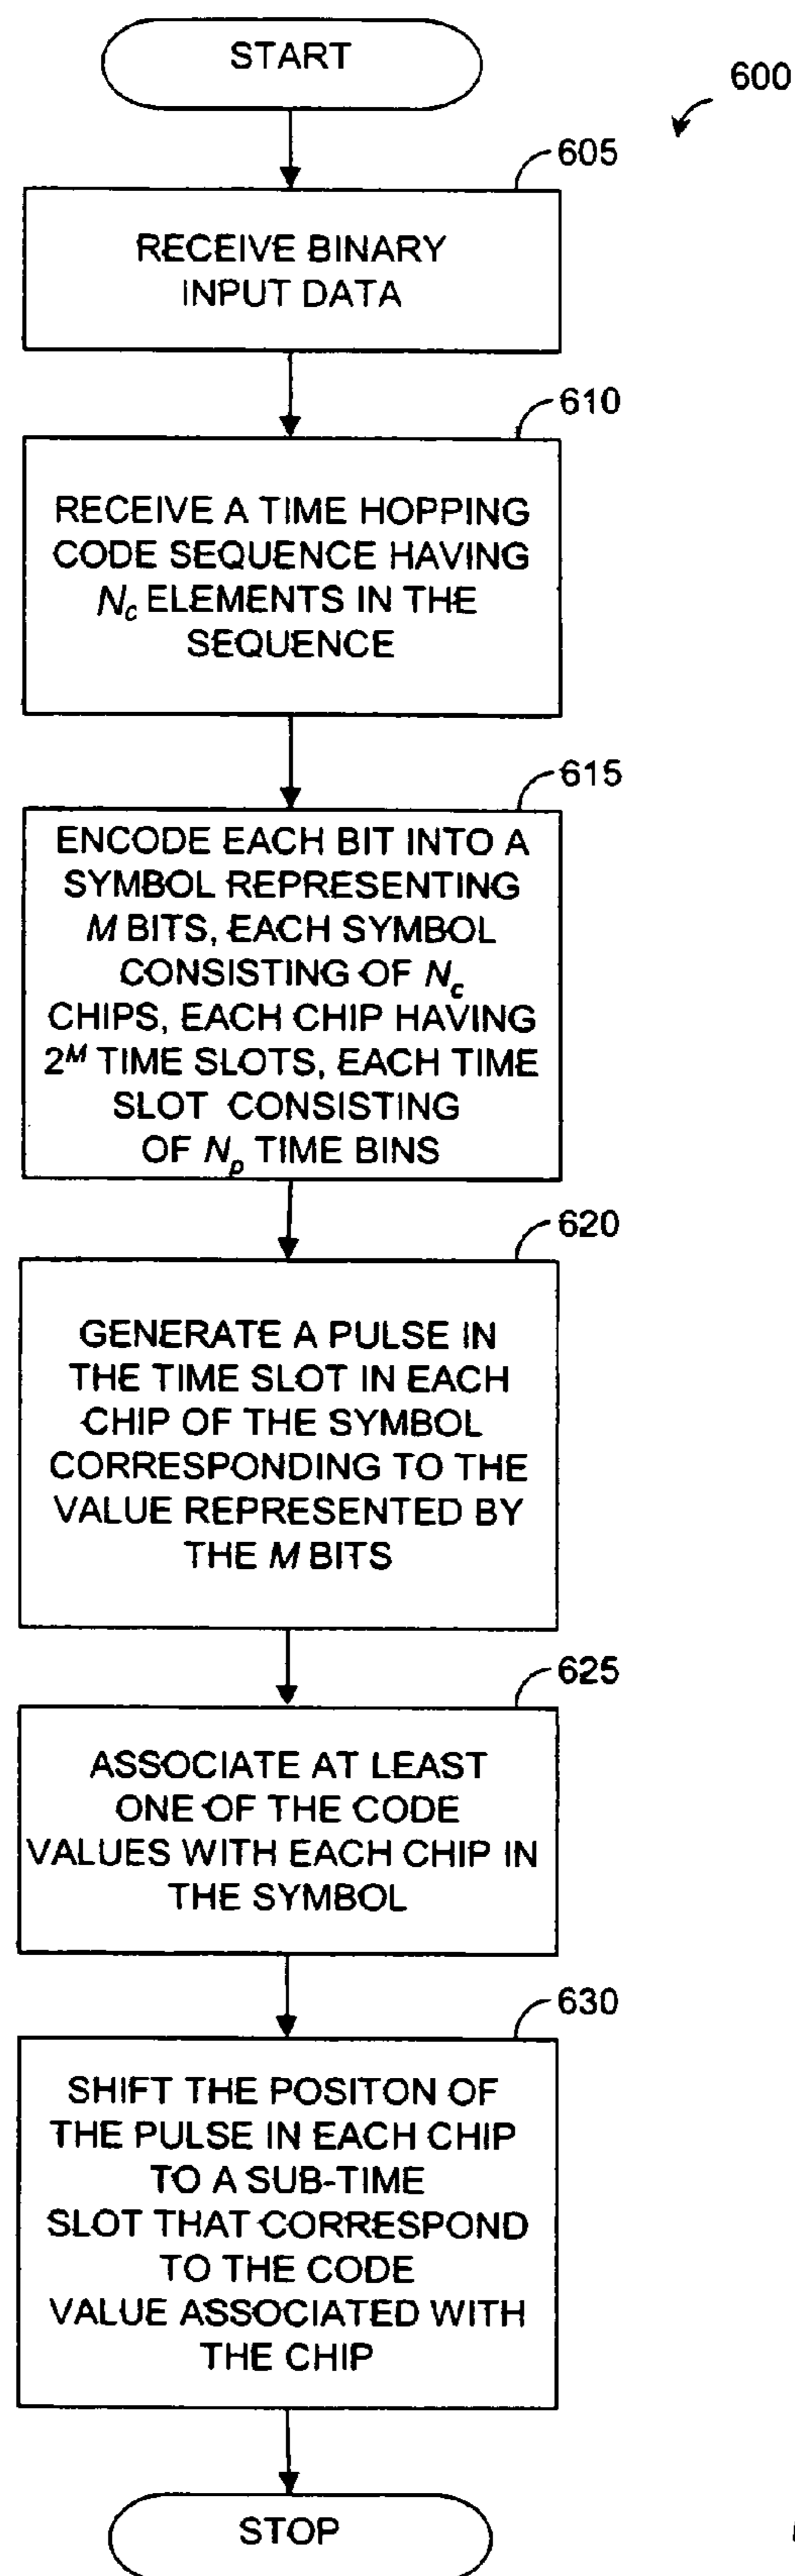 START
600
605
RECEIVE BINARY
INPUT DATA
610
RECEIVE A TIME HOPPING
CODE SEQUENCE HAVING
N_c ELEMENTS IN THE
SEQUENCE
615
ENCODE EACH BIT INTO A
SYMBOL REPRESENTING
M BITS, EACH SYMBOL
CONSISTING OF N_c
CHIPS, EACH CHIP HAVING
2^M TIME SLOTS, EACH TIME
SLOT CONSISTING
OF N_p TIME BINS
620
GENERATE A PULSE IN
THE TIME SLOT IN EACH
CHIP OF THE SYMBOL
CORRESPONDING TO THE
VALUE REPRESENTED BY
THE M BITS
625
ASSOCIATE AT LEAST
ONE OF THE CODE
VALUES WITH EACH CHIP IN
THE SYMBOL
630
SHIFT THE POSITON OF
THE PULSE IN EACH CHIP
TO A SUB-TIME
SLOT THAT CORRESPOND
TO THE CODE
VALUE ASSOCIATED WITH
THE CHIP
STOP